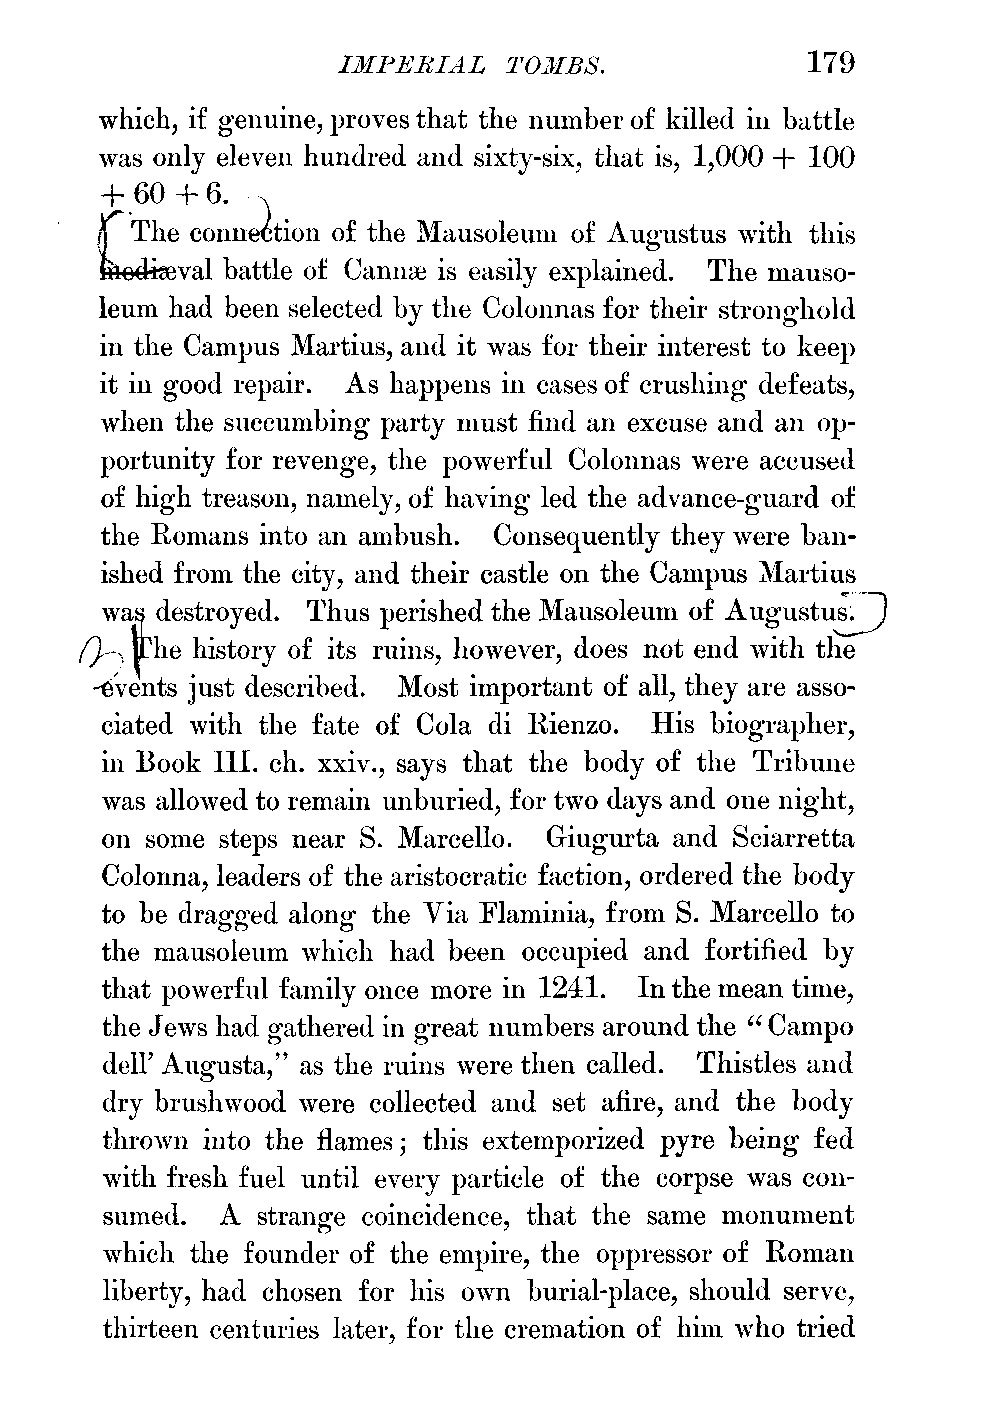 IMPERIAL TOMBS. 179
which, if genuine, proves that the number of killed in battle
was only eleven hundred and sixty-six, that is, 1,000 + 100
+ 60 + 6.
The connection of the Mausoleum of Augustus with this
mediæval battle of Cannæ is easily explained. The mauso-
leum had been selected by the Colonnas for their stronghold
in the Campus Martius, and it was for their interest to keep
it in good repair. As happens in cases of crushing defeats,
when the succumbing party must find an excuse and an op-
portunity for revenge, the powerful Colonnas were accused
of high treason, namely, of having led the advance-guard of
the Romans into an ambush. Consequently they were ban-
ished from the city, and their castle on the Campus Martius
was destroyed. Thus perished the Mausoleum of Augustus.
The history of its ruins, however, does not end with the
events just described. Most important of all, they are asso-
ciated with the fate of Cola di Rienzo. His biographer,
in Book III. ch. xxiv., says that the body of the Tribune
was allowed to remain unburied, for two days and one night,
on some steps near S. Marcello. Giugurta and Sciarretta
Colonna, leaders of the aristocratic faction, ordered the body
to be dragged along the Via Flaminia, from S. Marcello to
the mausoleum which had been occupied and fortified by
that powerful family once more in 1241. In the mean time,
the Jews had gathered in great numbers around the “Campo
dell’ Augusta,” as the ruins were then called. Thistles and
dry brushwood were collected and set afire, and the body
thrown into the flames; this extemporized pyre being fed
with fresh fuel until every particle of the corpse was con-
sumed. A strange coincidence, that the same monument
which the founder of the empire, the oppressor of Roman
liberty, had chosen for his own burial-place, should serve,
thirteen centuries later, for the cremation of him who tried